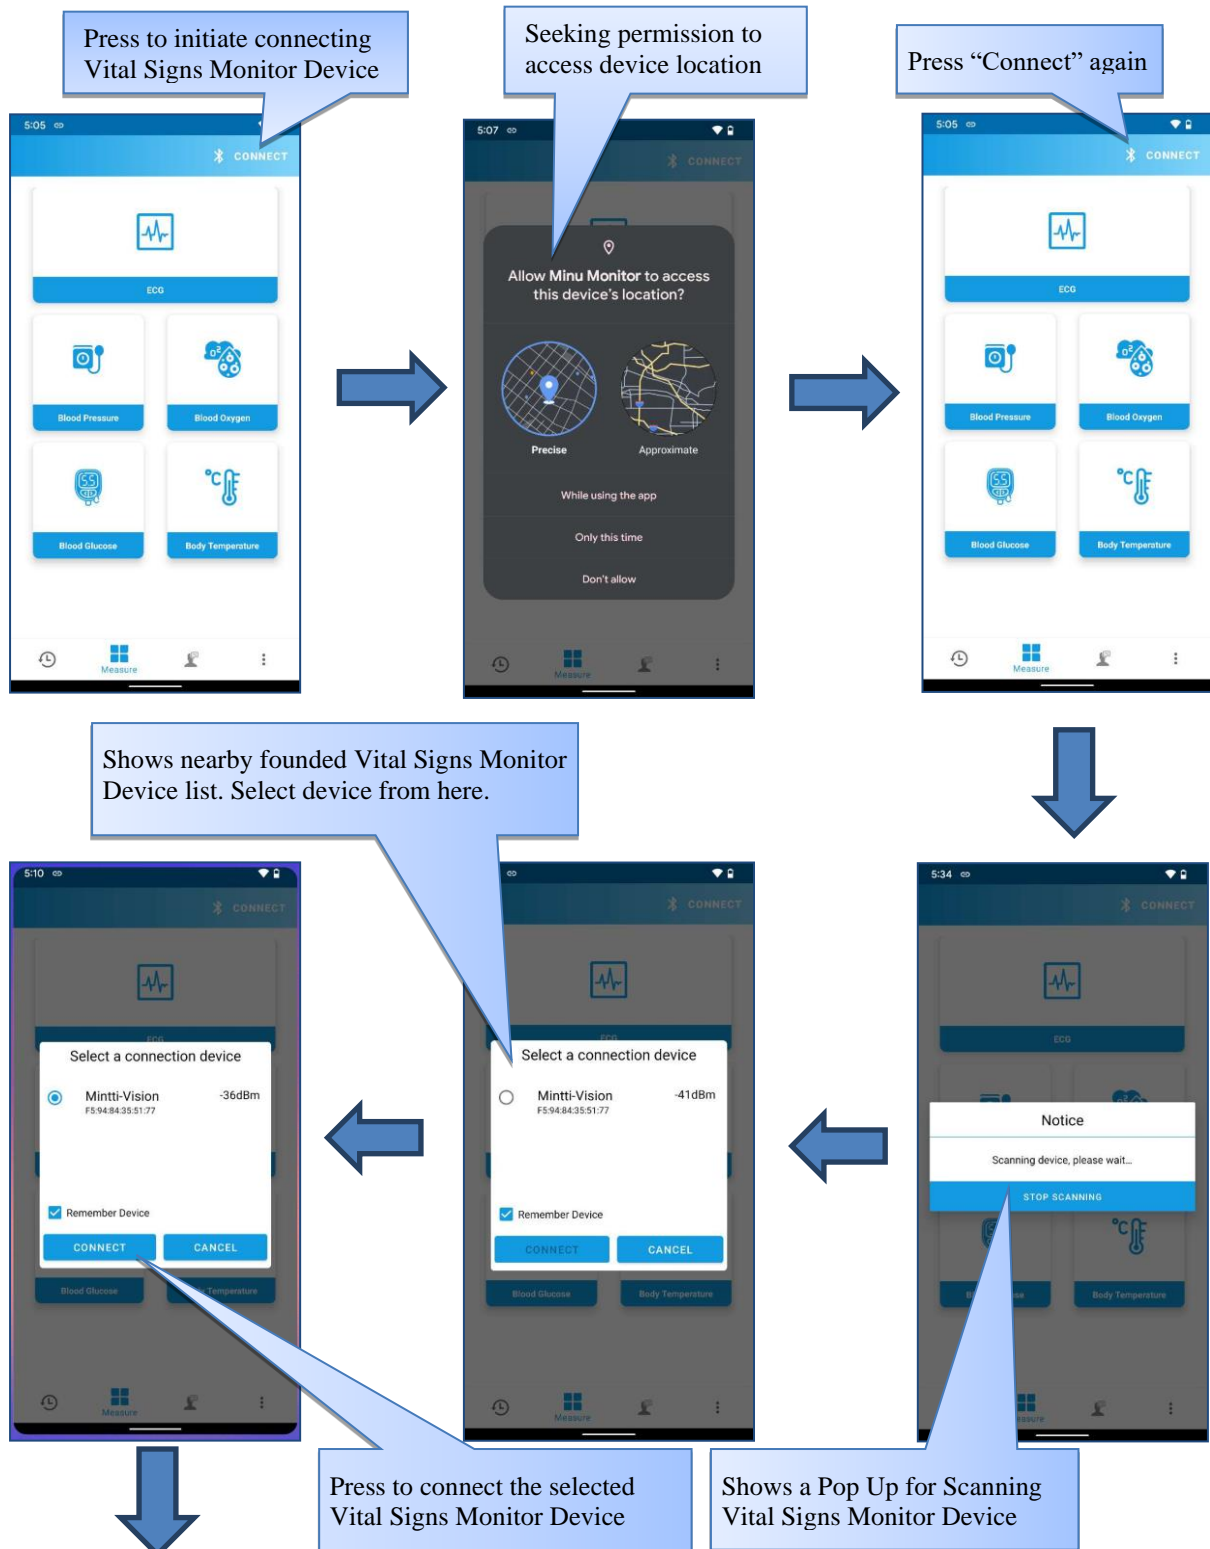 Press to initiate connecting
Vital Signs Monitor Device
Seeking permission to
access device location
Press “Connect” again
5:05
CONNECT
ECG
Blood Pressure
Blood Oxygen
Blood Glucose
Body Temperature
Measure
5:07
CONNECT
Allow Minu Monitor to access
this device's location?
Precise
Approximate
While using the app
Only this time
Don't allow
Measure
5:05
CONNECT
ECG
Blood Pressure
Blood Oxygen
Blood Glucose
Body Temperature
Measure
Shows nearby founded Vital Signs Monitor
Device list. Select device from here.
5:10
CONNECT
ECG
Select a connection device
Mintti-Vision
-36dBm
F5:94:84:35:51:77
Remember Device
CONNECT
CANCEL
Blood Glucose
Body Temperature
Measure
CONNECT
ECG
Select a connection device
Mintti-Vision
-41dBm
F5:94:84:35:51:77
Remember Device
CONNECT
CANCEL
Blood Glucose
Body Temperature
Measure
5:34
CONNECT
ECG
Notice
Scanning device, please wait...
STOP SCANNING
Body Temperature
Press to connect the selected
Vital Signs Monitor Device
Shows a Pop Up for Scanning
Vital Signs Monitor Device